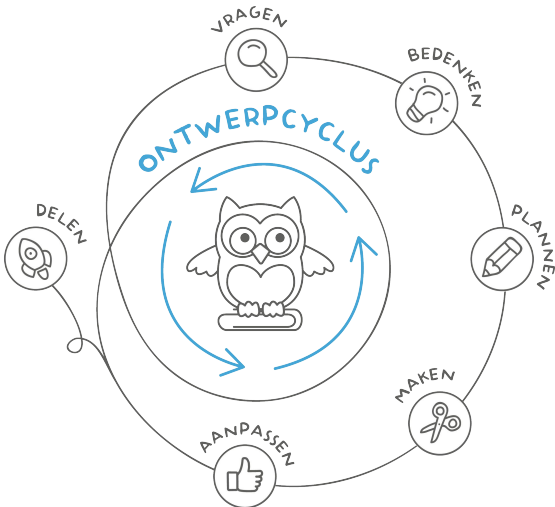 VRAGEN
BEDENKEN
ONTWERPCYCLUS
DELEN
PLANNEN
MAKEN
AANPASSEN